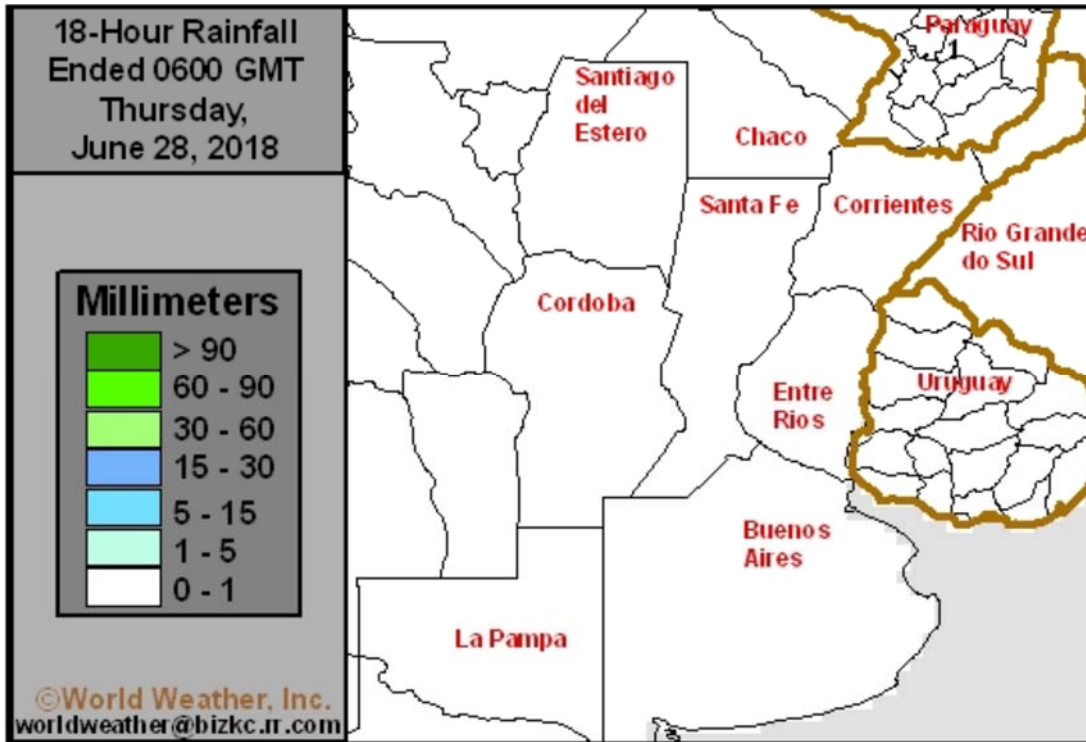 18-Hour Rainfall
Ended 0600 GMT
Thursday,
June 28, 2018
Millimeters
> 90
60 - 90
30 - 60
15 - 30
5 - 15
1 - 5
0 - 1
©World Weather, Inc.
worldweather@bizkc.rr.com
Paraguay
1
Santiago
del
Estero
Chaco
Santa Fe
Corrientes
Rio Grande
do Sul
Cordoba
Uruguay
Entre
Rios
Buenos
Aires
La Pampa